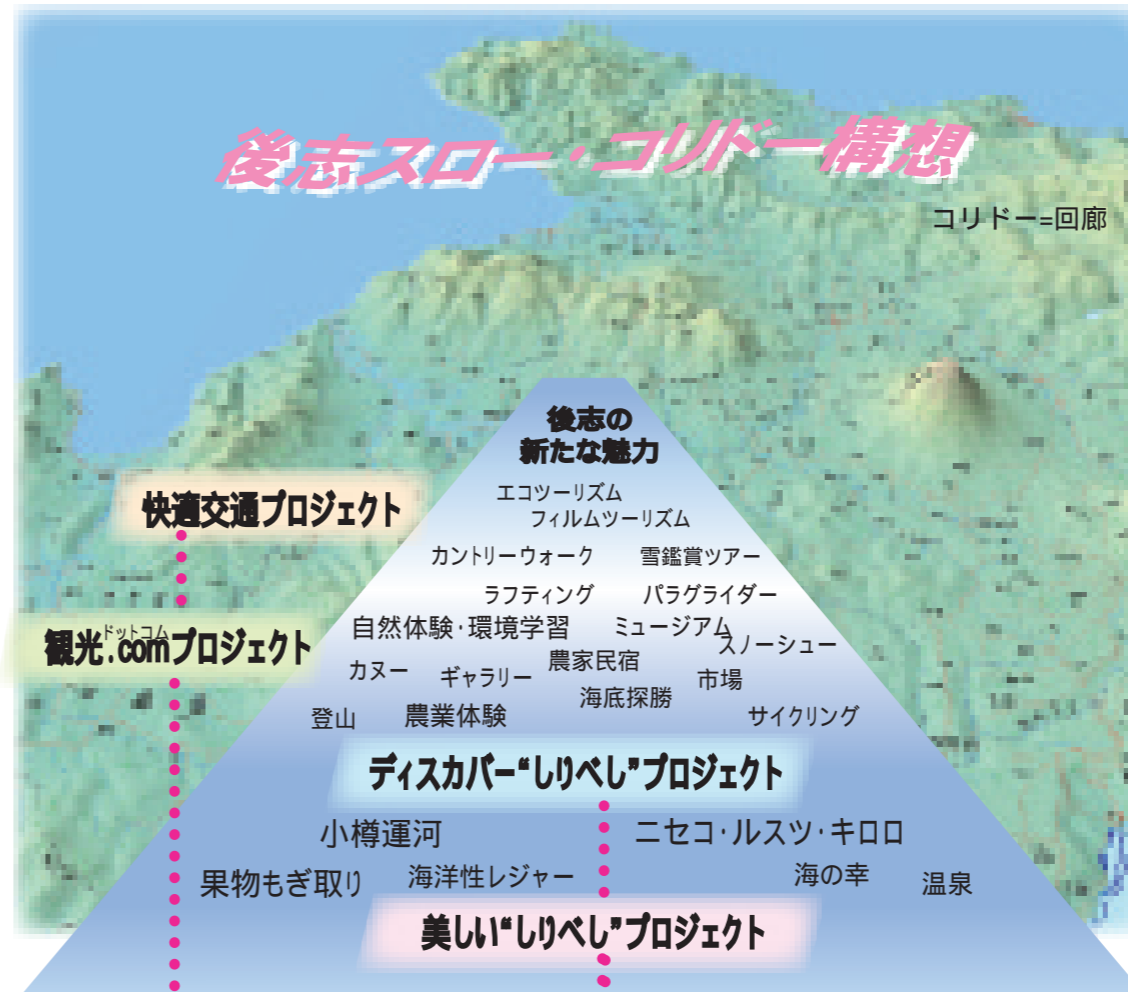 後志スロー・コリドー構想
コリドー=回廊
後志の
新たな魅力
エコツーリズム
フィルムツーリズム
快適交通プロジェクト
カントリーウォーク　雪鑑賞ツアー
ラフティング　パラグライダー
自然体験・環境学習　ミュージアム
スノーシュー
ドットコム
観光.comプロジェクト
農家民宿
カヌー　ギャラリー　市場
海底探勝
登山　農業体験　サイクリング
ディスカバー“しりべし”プロジェクト
小樽運河　ニセコ・ルスツ・キロロ
果物もぎ取り　海洋性レジャー　海の幸　温泉
美しい“しりべし”プロジェクト